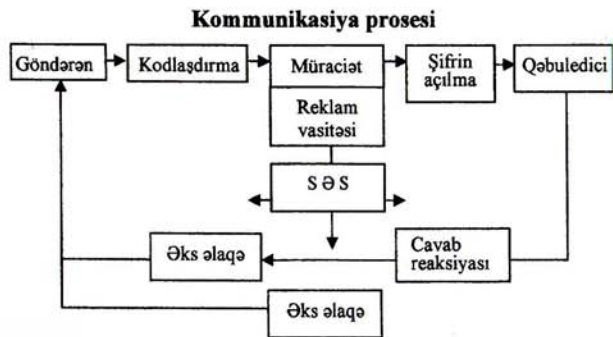 Kommunikasiya prosesi
Göndərən
Kodlaşdırma
Müraciət
Şifrin
açılma
Qəbuledici
Reklam
vasitəsi
S Ə S
Əks əlaqə
Cavab
reaksiyası
Əks əlaqə